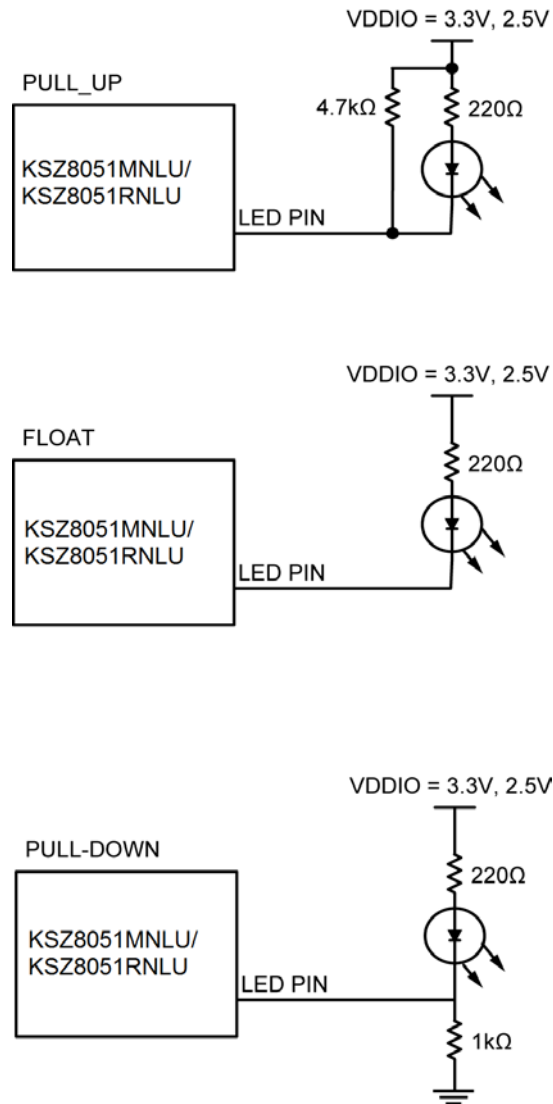 VDDIO = 3.3V, 2.5V
PULL_UP
4.7kΩ
220Ω
KSZ8051MNLU/
KSZ8051RNLU
LED PIN
VDDIO = 3.3V, 2.5V
FLOAT
220Ω
KSZ8051MNLU/
KSZ8051RNLU
LED PIN
VDDIO = 3.3V, 2.5V
PULL-DOWN
220Ω
KSZ8051MNLU/
KSZ8051RNLU
LED PIN
1kΩ